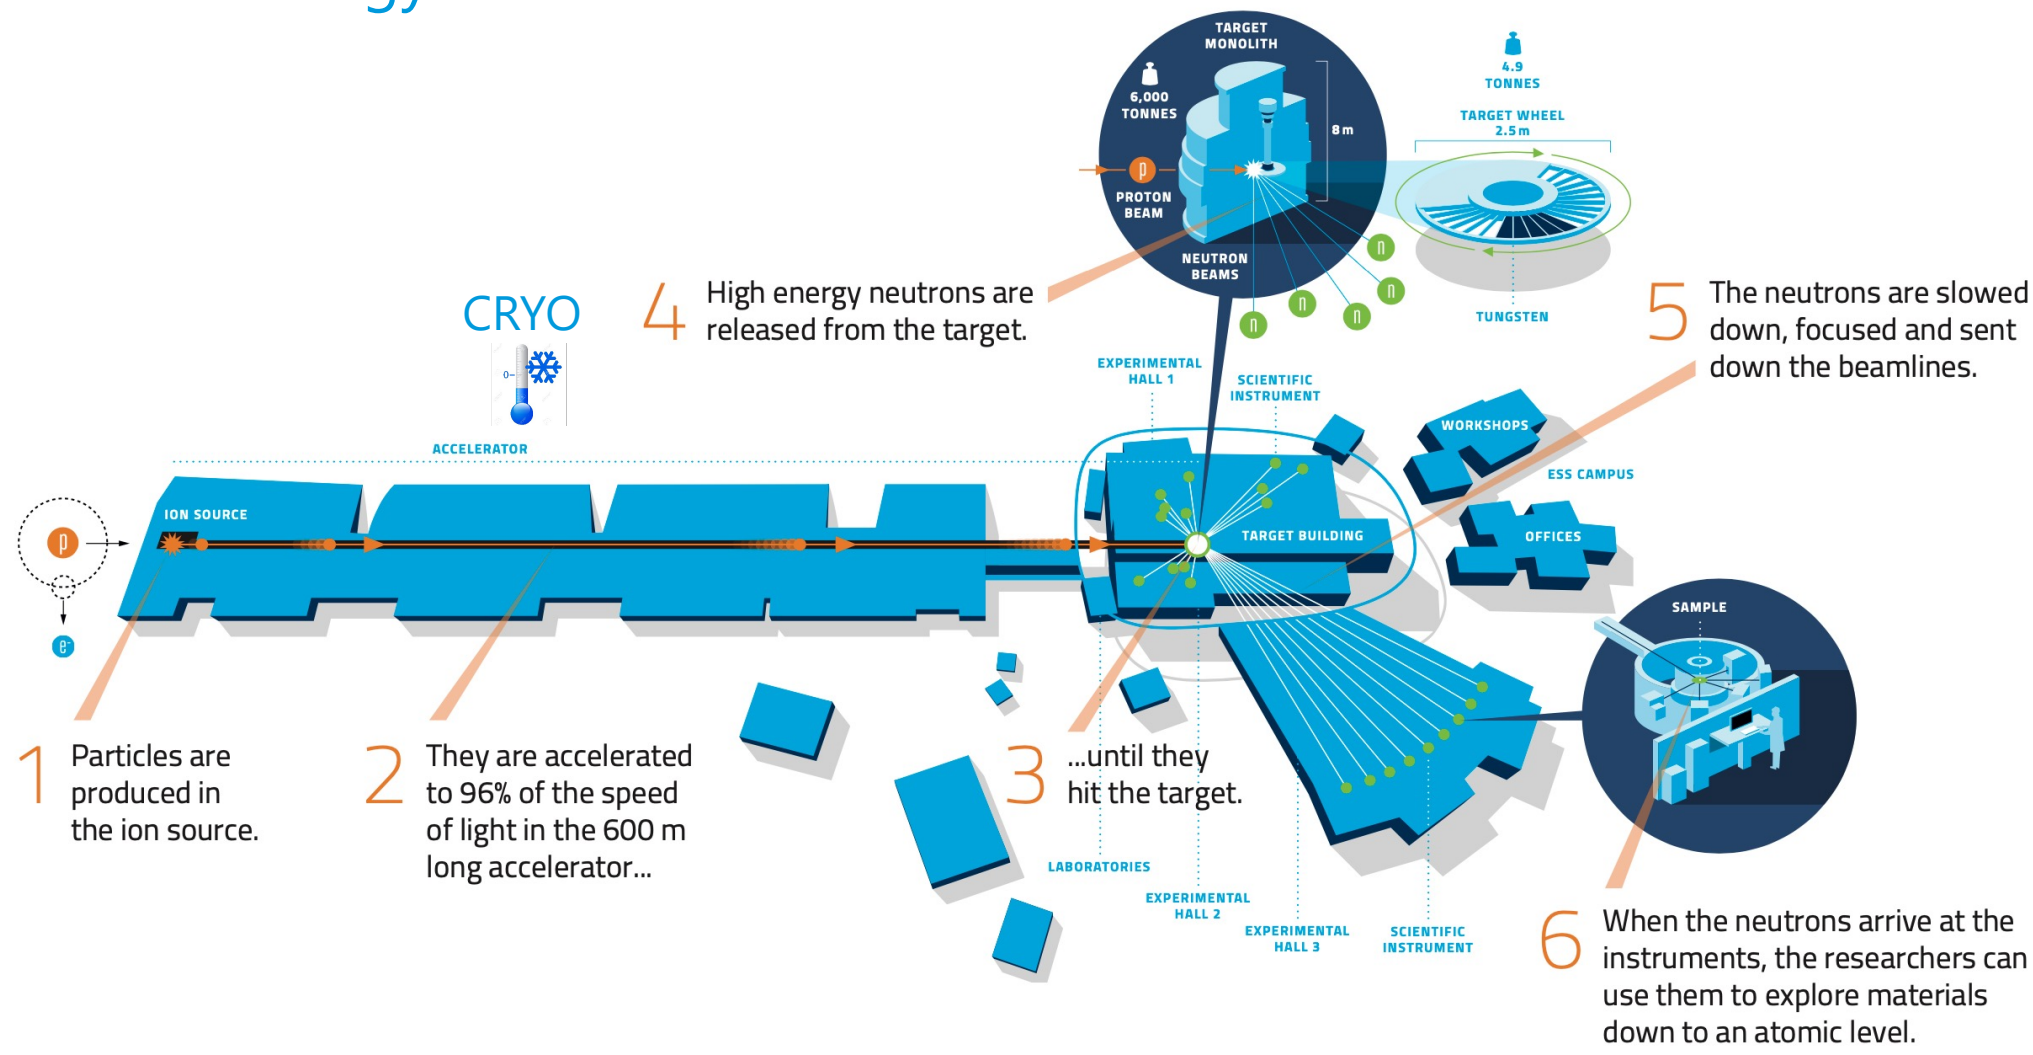 gy
TARGET
MONOLITH
6,000
TONNES
8 m
p
PROTON
BEAM
NEUTRON
BEAMS
n
n
n
n
n
4.9
TONNES
TARGET WHEEL
2.5 m
TUNGSTEN
CRYO
0-
4
High energy neutrons are
released from the target.
5
The neutrons are slowed
down, focused and sent
down the beamlines.
EXPERIMENTAL
HALL 1
SCIENTIFIC
INSTRUMENT
WORKSHOPS
ESS CAMPUS
OFFICES
ACCELERATOR
ION SOURCE
p
e-
TARGET BUILDING
SAMPLE
1
Particles are
produced in
the ion source.
2
They are accelerated
to 96% of the speed
of light in the 600 m
long accelerator...
3
...until they
hit the target.
LABORATORIES
EXPERIMENTAL
HALL 2
EXPERIMENTAL
HALL 3
SCIENTIFIC
INSTRUMENT
6
When the neutrons arrive at the
instruments, the researchers can
use them to explore materials
down to an atomic level.